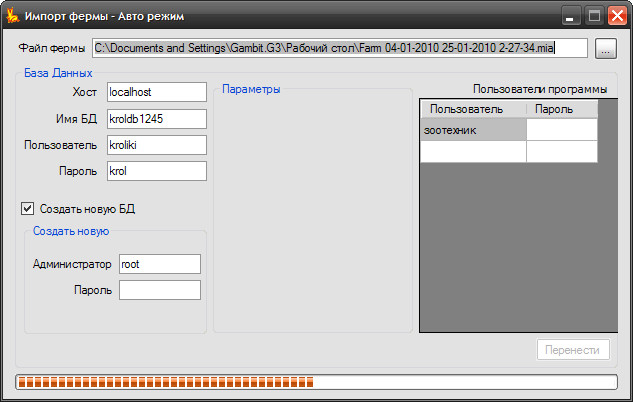 Импорт фермы - Авто режим
Файл фермы C:\Documents and Settings\Gambit.G3\Рабочий стол\Farm 04-01-2010 25-01-2010 2-27-34.mia ...
База Данных
Хост localhost
Имя БД kroldb1245
Пользователь kroliki
Пароль krol
Создать новую БД
Создать новую
Администратор root
Пароль
Параметры
Пользователи программы
Пользователь Пароль
зоотехник
Перенести